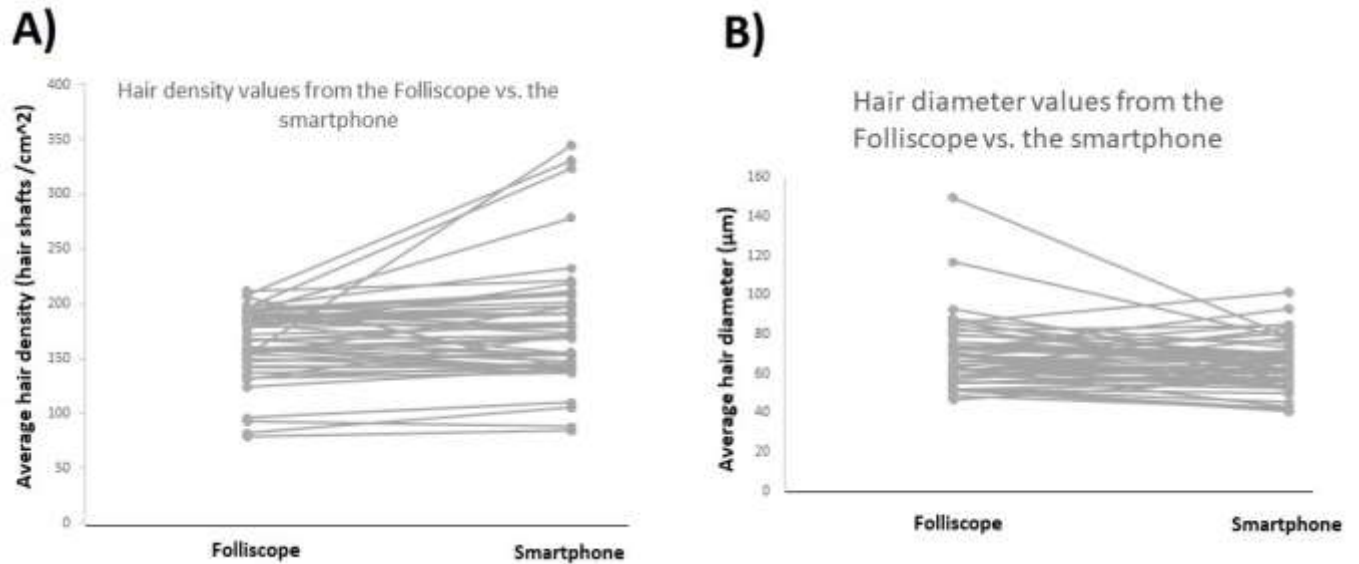 A)
Hair density values from the Folliscope vs. the
smartphone
Average hair density (hair shafts /cm^2)
400
350
300
250
200
150
100
50
0
Folliscope
Smartphone
B)
Hair diameter values from the
Folliscope vs. the smartphone
Average hair diameter (µm)
160
140
120
100
80
60
40
20
0
Folliscope
Smartphone